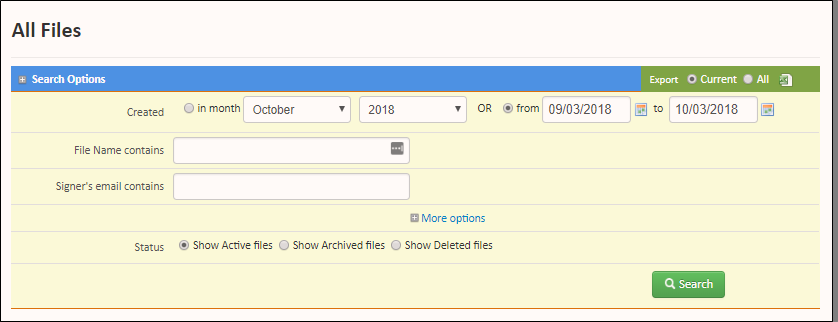 All Files
Search Options Export Current All
Created in month October 2018 OR from 09/03/2018 to 10/03/2018
File Name contains
Signer's email contains
More options
Status Show Active files Show Archived files Show Deleted files
Search